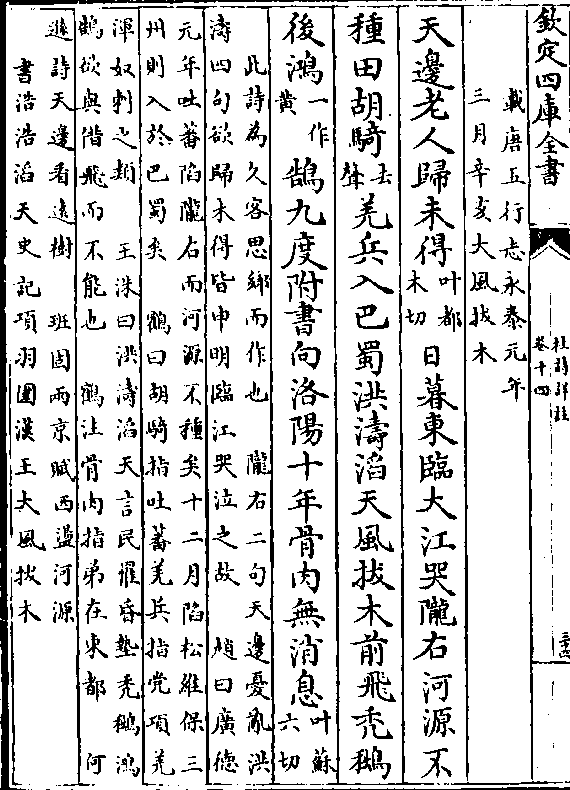 欽定四庫全書
杜詩詳註
卷十四
載唐五行志永泰元年
三月辛亥大風拔木
天邊老人歸未得叶都木切日暮東臨大江哭隴右河源不
種田胡騎去聲羌兵入巴蜀洪濤滔天風拔木前飛禿鶖
後鴻一作黄鵠九度附書向洛陽十年骨肉無消息叶蘇六切
此詩為久客思鄉而作也 隴右二句天邊憂亂洪
濤四句欲歸未得皆申明臨江哭泣之故 趙曰廣德
元年吐蕃陷隴右而河源不種矣十二月陷松維保三
州則入於巴蜀矣 鶴曰胡騎指吐蕃羌兵指党項羌
渾奴剌之類 王洙曰洪濤滔天言民罹昏墊禿鶖鴻
鵠欲與偕飛而不能也 鶴注骨肉指弟在東都 何
遜詩天邊看遠樹 班固兩京賦西盪河源
書浩浩滔天史記項羽圍漢王大風拔木